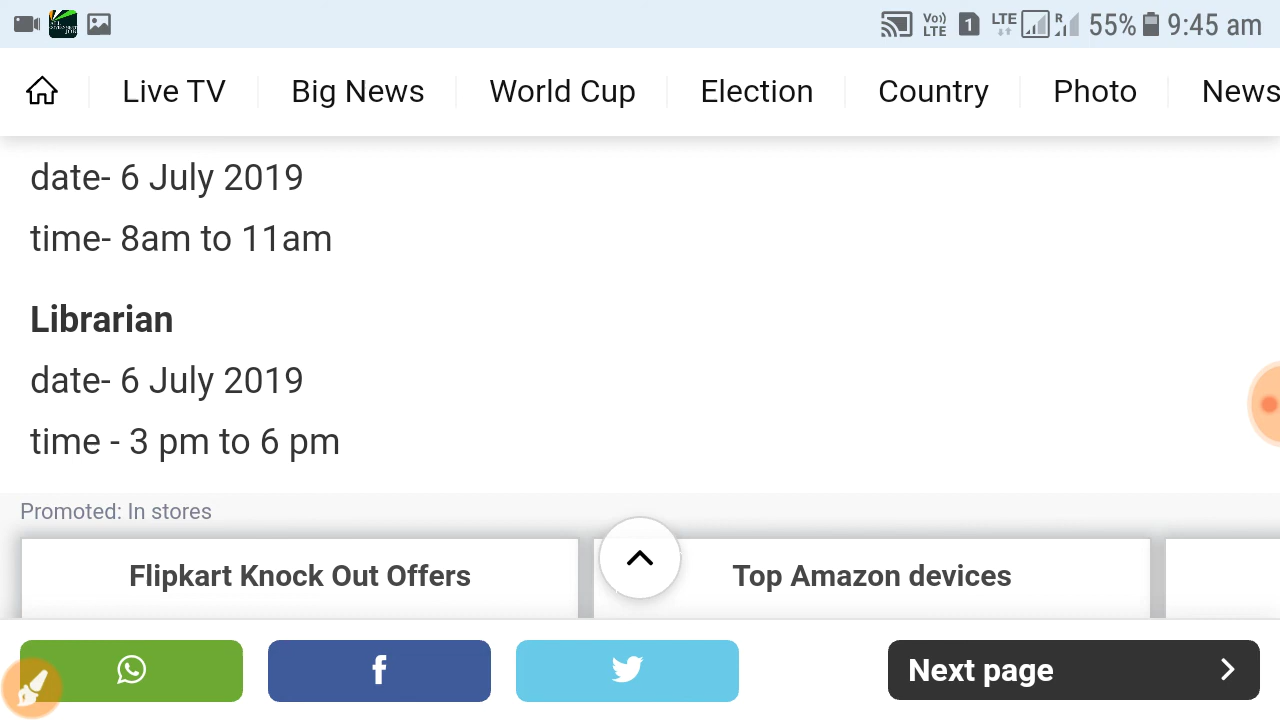 1 LTE 55% 9:45 am
Live TV Big News World Cup Election Country Photo News
date- 6 July 2019
time- 8am to 11am
Librarian
date- 6 July 2019
time - 3 pm to 6 pm
Promoted: In stores
Flipkart Knock Out Offers Top Amazon devices
Next page